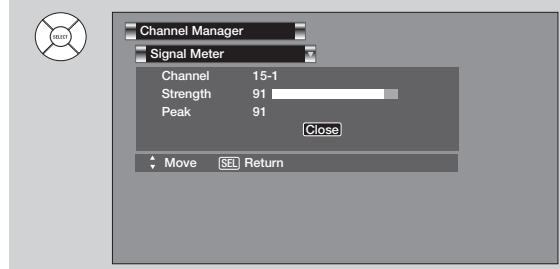 SELECT
Channel Manager
Signal Meter
Channel 15-1
Strength 91
Peak 91
Close
Move SEL Return